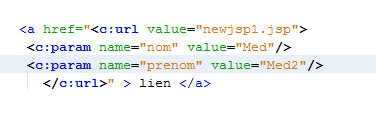 <a href="<c:url value="newjsp1.jsp">
<c:param name="nom" value="Med"/>
<c:param name="prenom" value="Med2"/>
</c:url>" > lien </a>